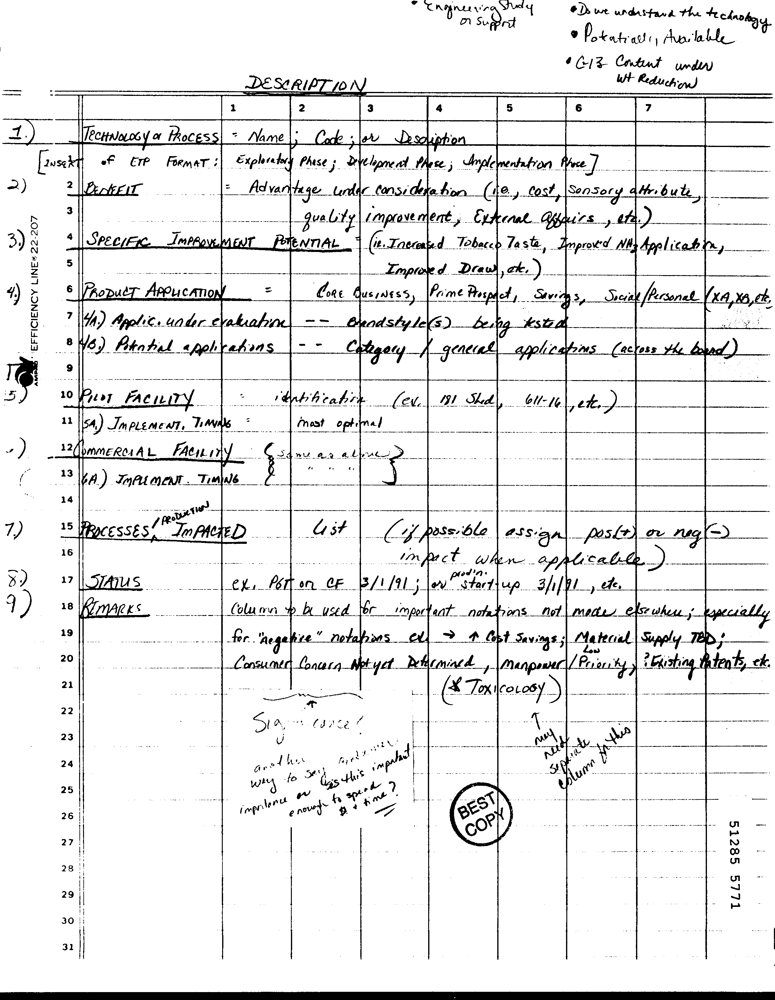 • Engineering Study
or Support
• Do we understand the technology
• Potentially Available
• G-13 Content under
Wt Reduction
DESCRIPTION
1 2 3 4 5 6 7
1.) TECHNOLOGY or PROCESS = Name; Code; or Description
[INSERT of ETP FORMAT: Exploratory Phase; Development Phase; Implementation Phase]
2) 2 BENEFIT = Advantage under consideration (i.e., cost, sensory attribute,
3 quality improvement, External Affairs, etc.)
3.) 4 SPECIFIC IMPROVEMENT POTENTIAL = (ie. Increased Tobacco Taste, Improved NH3 Application,
5 Improved Draw, etc.)
4.) 6 PRODUCT APPLICATION = CORE BUSINESS, Prime Prospect, Savings, Social/Personal (XA, XB, etc.
7 4A) Applic. under evaluation -- Brandstyle(s) being tested
8 4B) Potential applications -- Category / general applications (across the board)
9
5) 10 PILOT FACILITY = identification (ex. 181 Shed, 611-16, etc.)
11 5A.) IMPLEMENT. TIMING = most optimal
12 COMMERCIAL FACILITY { same as above }
13 6A.) IMPLEMENT. TIMING " " "
14
7.) 15 PROCESSES/PRODUCTION IMPACTED List (if possible assign pos(+) or neg(-)
16 impact when applicable)
8.) 17 STATUS ex. POT on CF 3/1/91; or prod'n. start-up 3/1/91, etc.
9) 18 REMARKS Column to be used for important notations not made elsewhere; especially
19 for "negative" notations ex → ↑ Cost Savings; Material Supply TBD;
20 Consumer Concern Not yet Determined, manpower/Low Priority, ? Existing Patents, etc.
21 (* TOXICOLOGY)
22
23
24
25
26
27
28
29
30
31
another
way to say
or is this important
enough to spend
$ + time?
may
need
separate
column for this
BEST
COPY
AMPAD EFFICIENCY LINE® 22-207
51285 5771